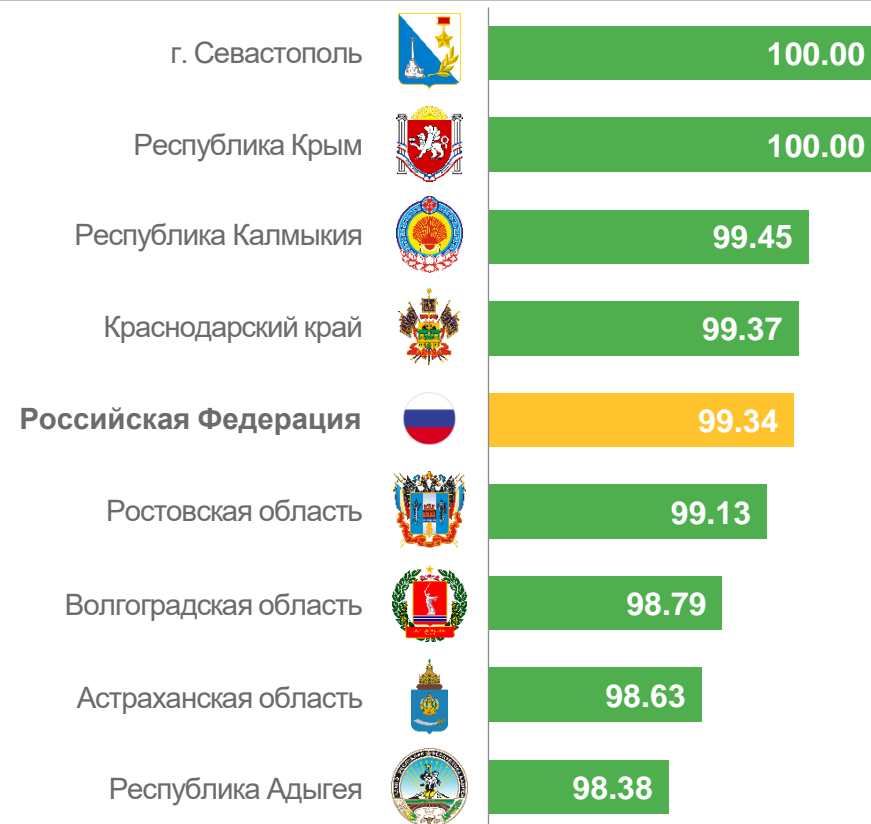 г. Севастополь 100.00
Республика Крым 100.00
Республика Калмыкия 99.45
Краснодарский край 99.37
Российская Федерация 99.34
Ростовская область 99.13
Волгоградская область 98.79
Астраханская область 98.63
Республика Адыгея 98.38